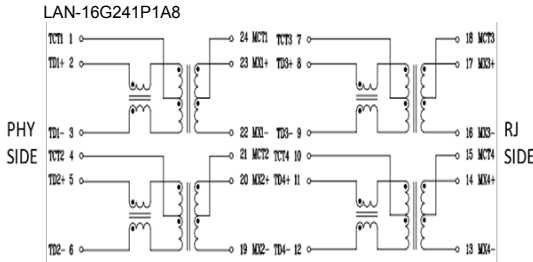 LAN-16G241P1A8
TCT1 1 24 MCT1 TCT3 7 18 MCT3
TD1+ 2 23 MX1+ TD3+ 8 17 MX3+
PHY SIDE
TD1- 3 22 MX1- TD3- 9 16 MX3-
RJ SIDE
TCT2 4 21 MCT2 TCT4 10 15 MCT4
TD2+ 5 20 MX2+ TD4+ 11 14 MX4+
TD2- 6 19 MX2- TD4- 12 13 MX4-